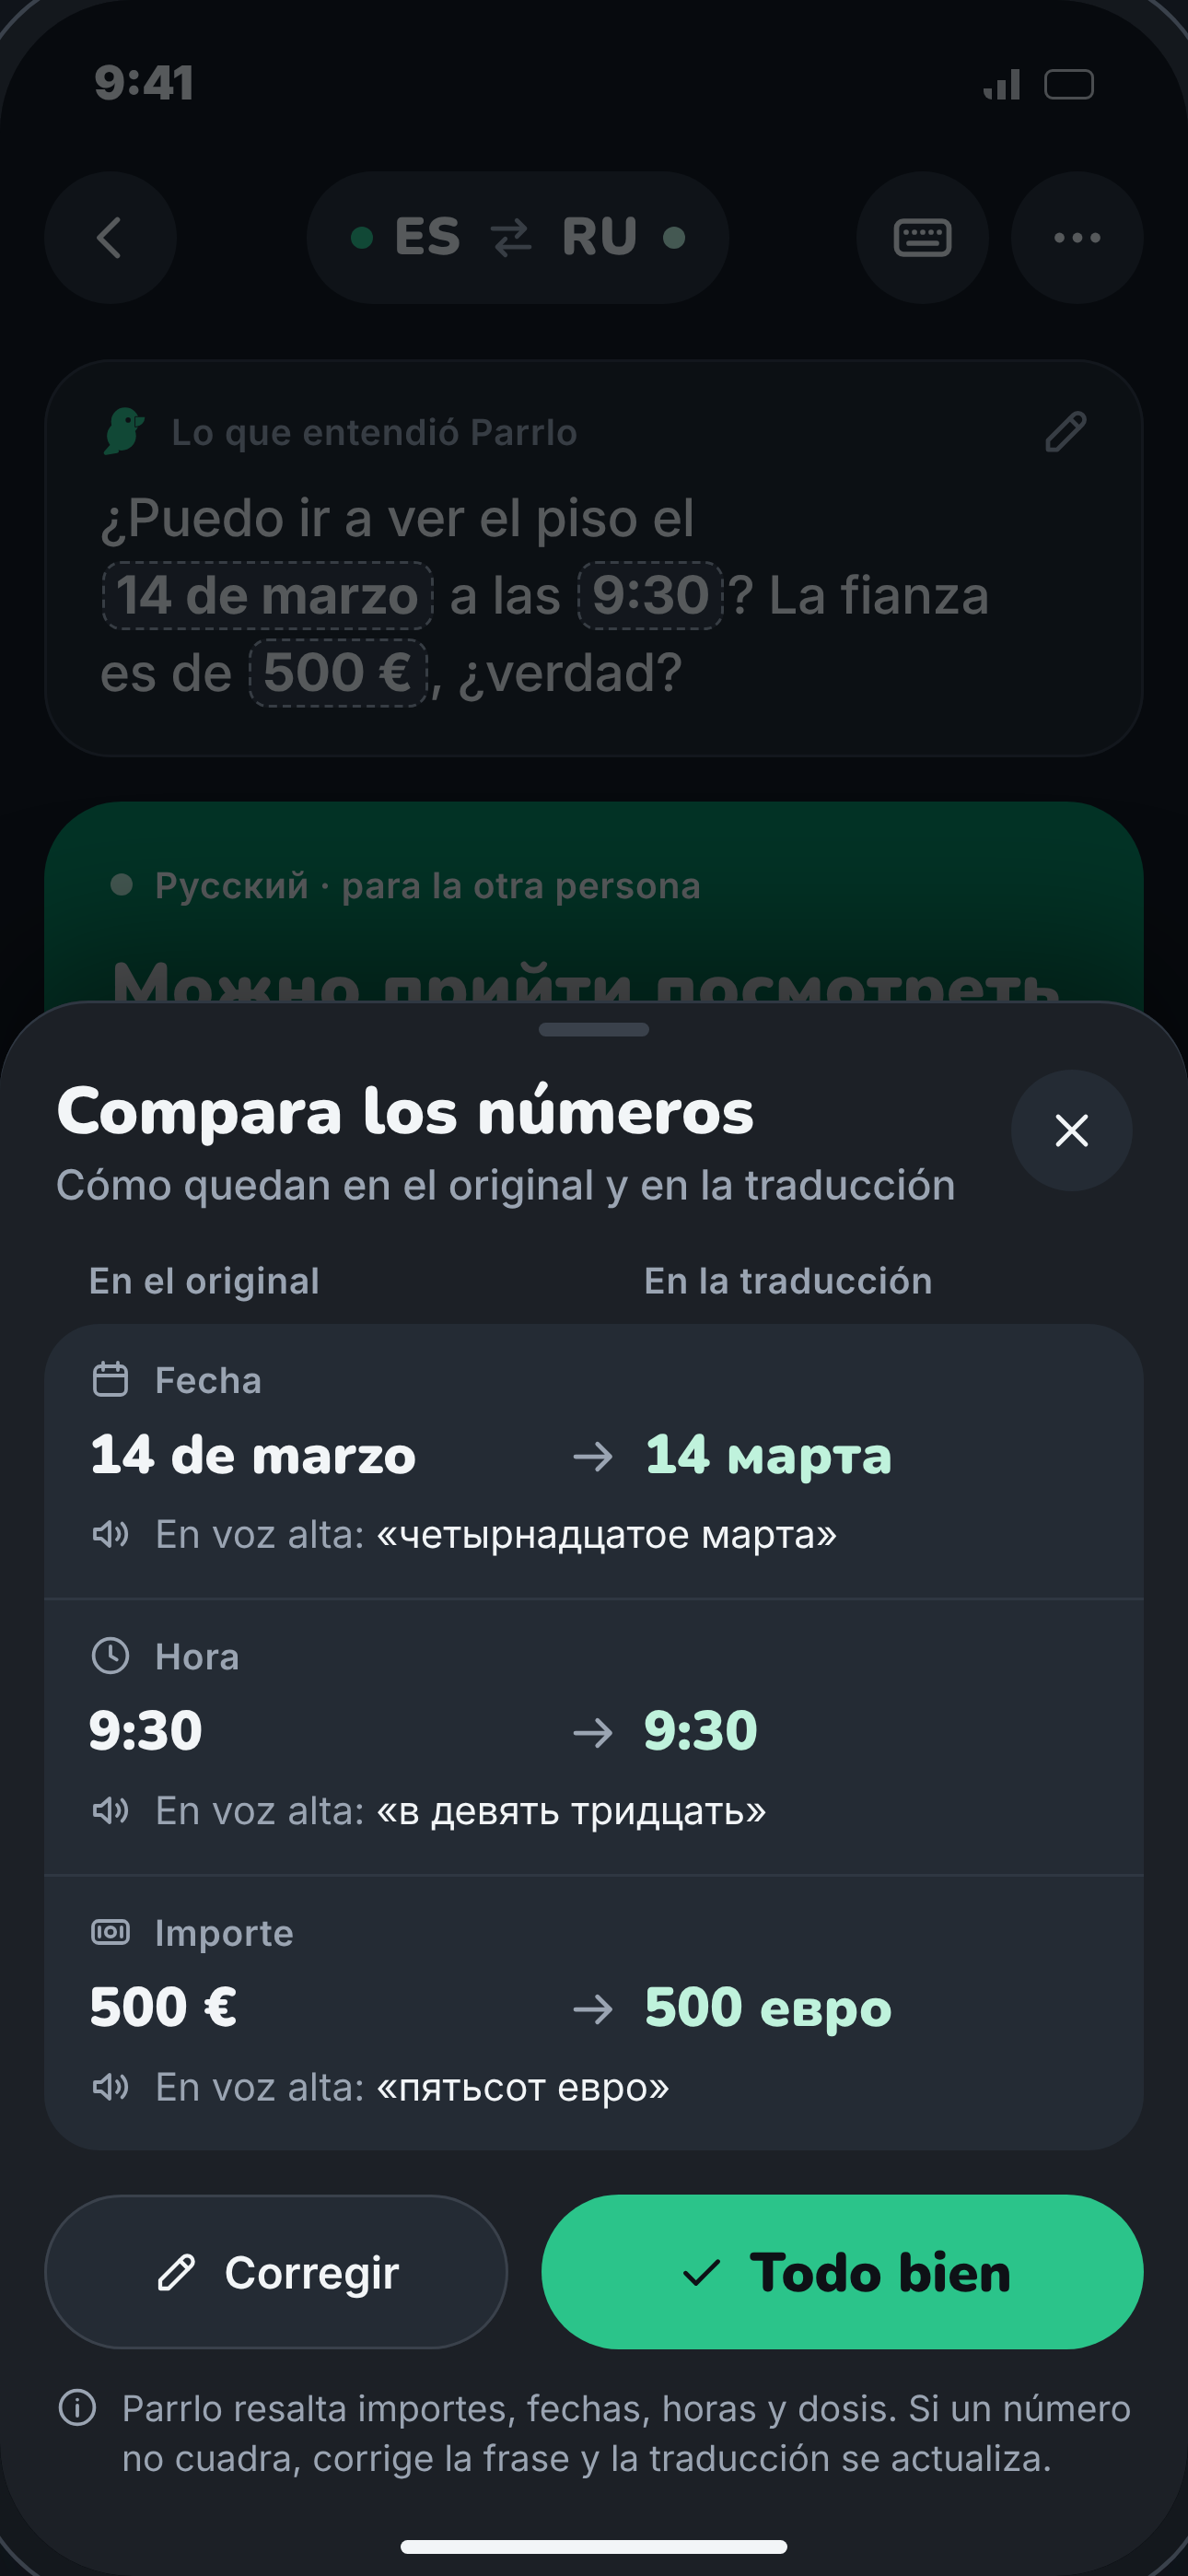 9:41
ES RU
Lo que entendió Parrlo
¿Puedo ir a ver el piso el
14 de marzo a las 9:30? La fianza
es de 500 €, ¿verdad?
Русский · para la otra persona
Можно прийти посмотреть
Compara los números
Cómo quedan en el original y en la traducción
En el original En la traducción
Fecha
14 de marzo → 14 марта
En voz alta: «четырнадцатое марта»
Hora
9:30 → 9:30
En voz alta: «в девять тридцать»
Importe
500 € → 500 евро
En voz alta: «пятьсот евро»
Corregir Todo bien
Parrlo resalta importes, fechas, horas y dosis. Si un número
no cuadra, corrige la frase y la traducción se actualiza.